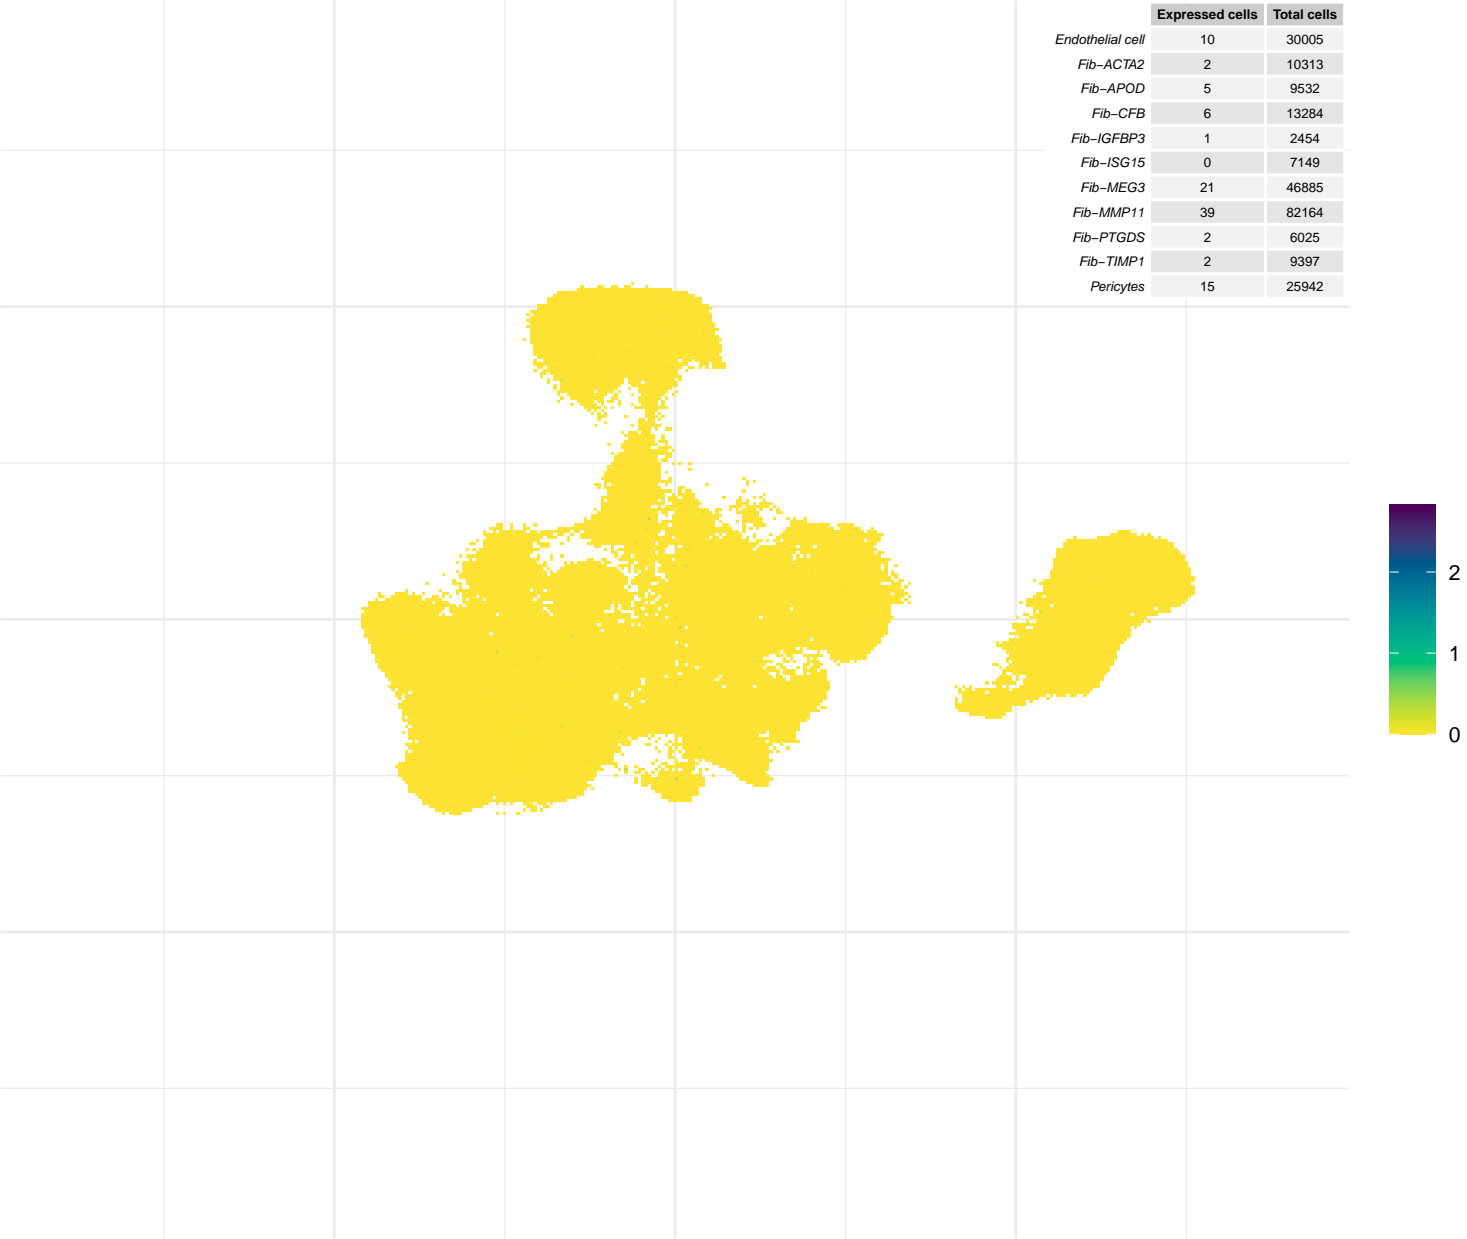 Expressed cells Total cells
Endothelial cell 10 30005
Fib−ACTA2 2 10313
Fib−APOD 5 9532
Fib−CFB 6 13284
Fib−IGFBP3 1 2454
Fib−ISG15 0 7149
Fib−MEG3 21 46885
Fib−MMP11 39 82164
Fib−PTGDS 2 6025
Fib−TIMP1 2 9397
Pericytes 15 25942
2
1
0